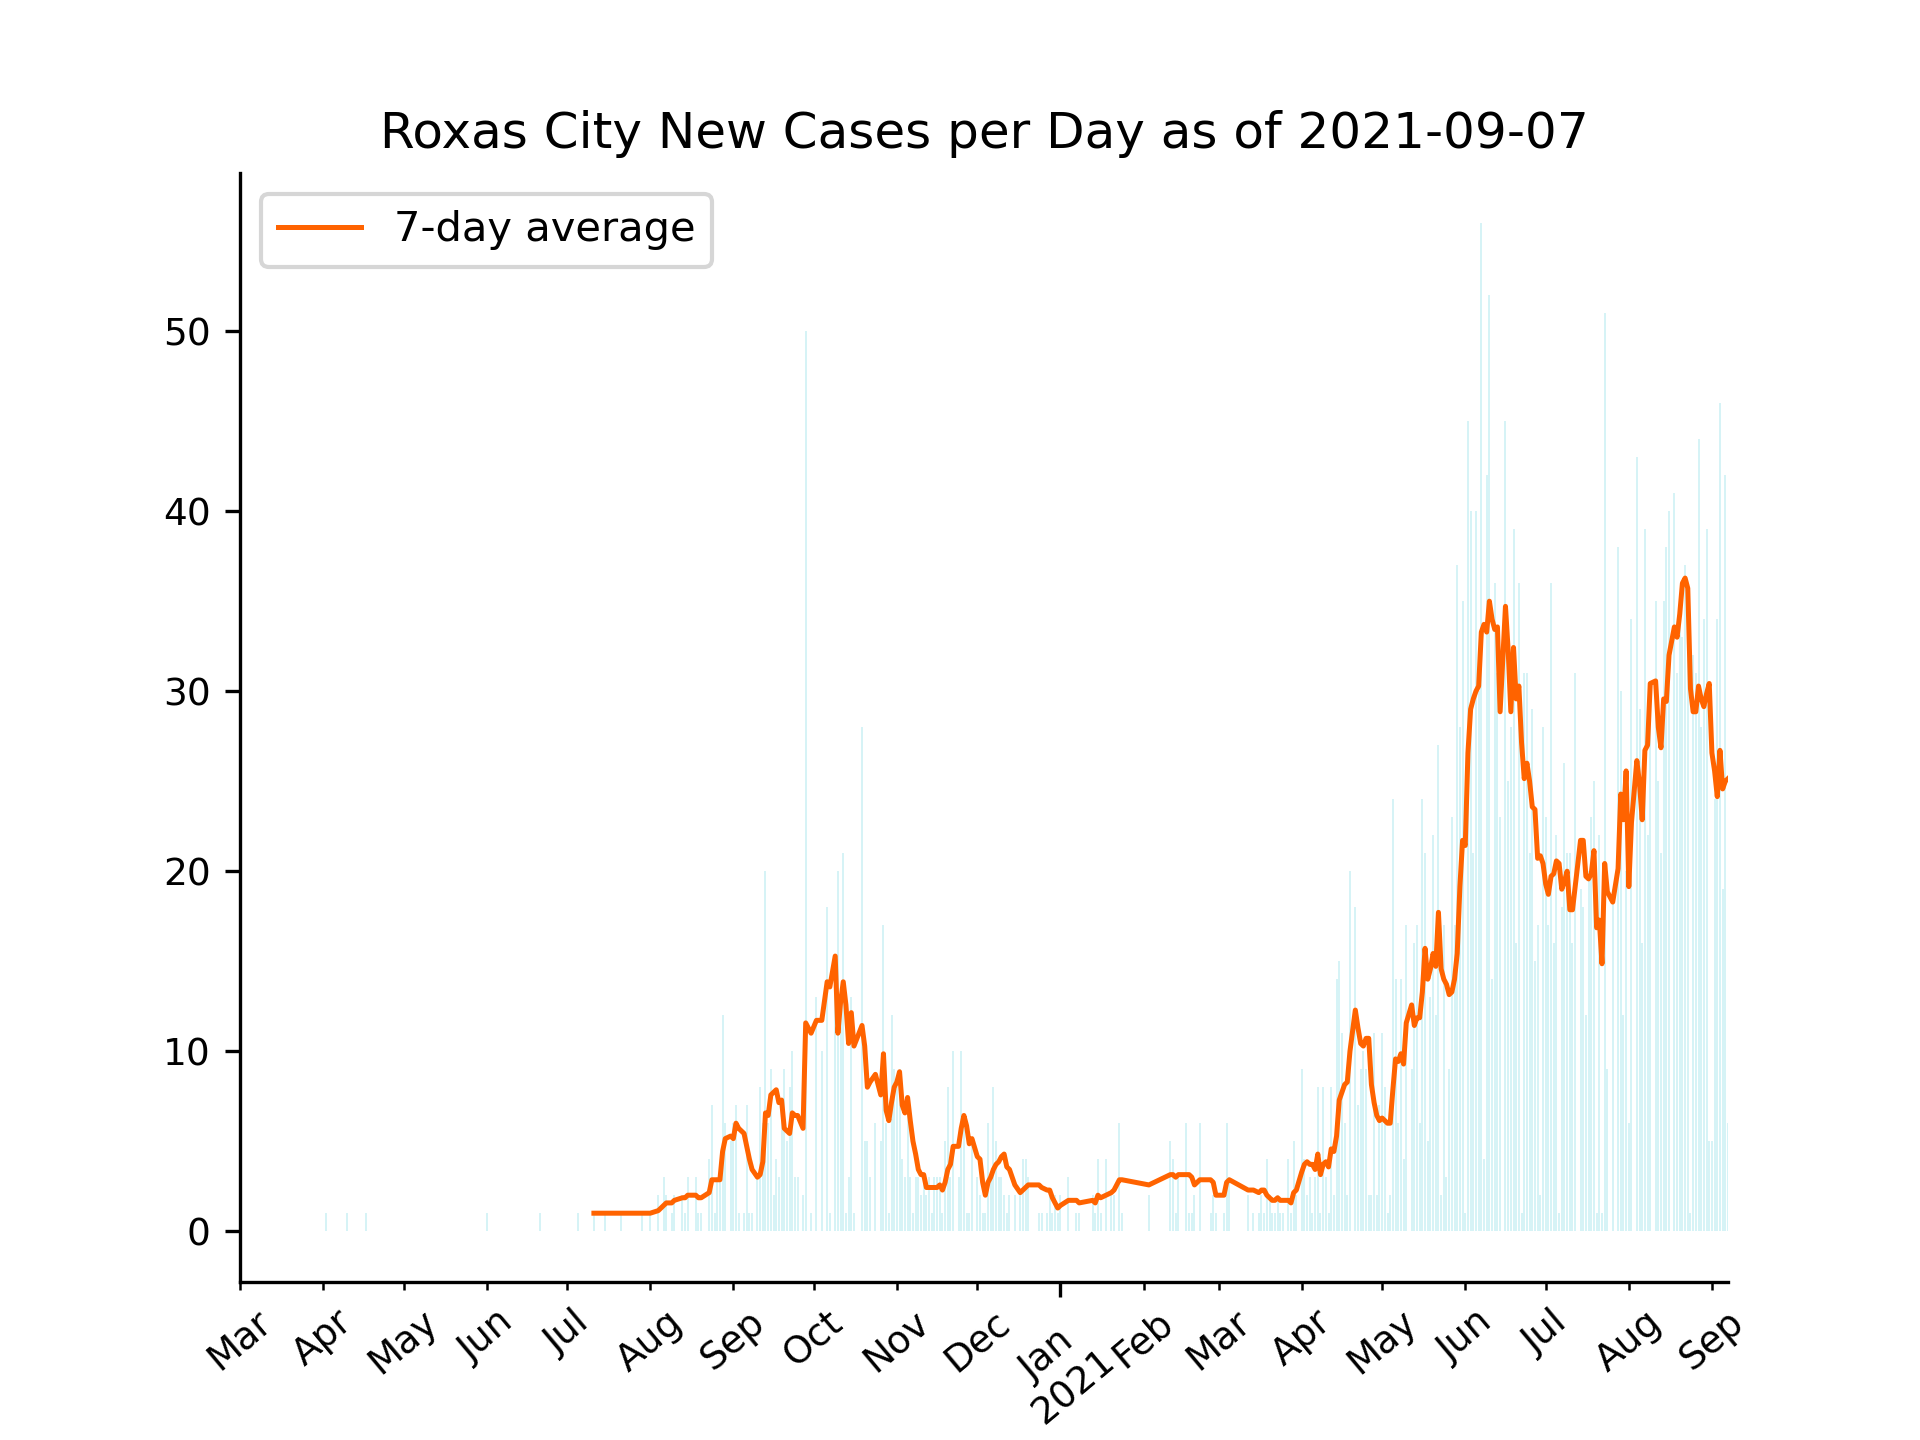 Roxas City New Cases per Day as of 2021-09-07
7-day average
50
40
30
20
10
0
Mar Apr May Jun Jul Aug Sep Oct Nov Dec Jan Feb Mar Apr May Jun Jul Aug Sep
2021